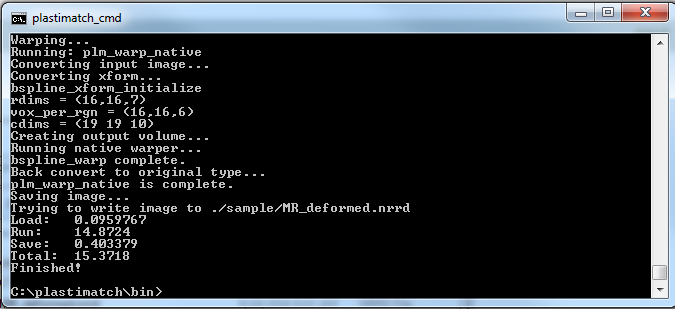 plastimatch_cmd
Warping...
Running: plm_warp_native
Converting input image...
Converting xform...
bspline_xform_initialize
rdims = (16,16,7)
vox_per_rgn = (16,16,6)
cdims = (19 19 10)
Creating output volume...
Running native warper...
bspline_warp complete.
Back convert to original type...
plm_warp_native is complete.
Saving image...
Trying to write image to ./sample/MR_deformed.nrrd
Load:   0.0959767
Run:    14.8724
Save:   0.403379
Total:  15.3718
Finished!
C:\plastimatch\bin>